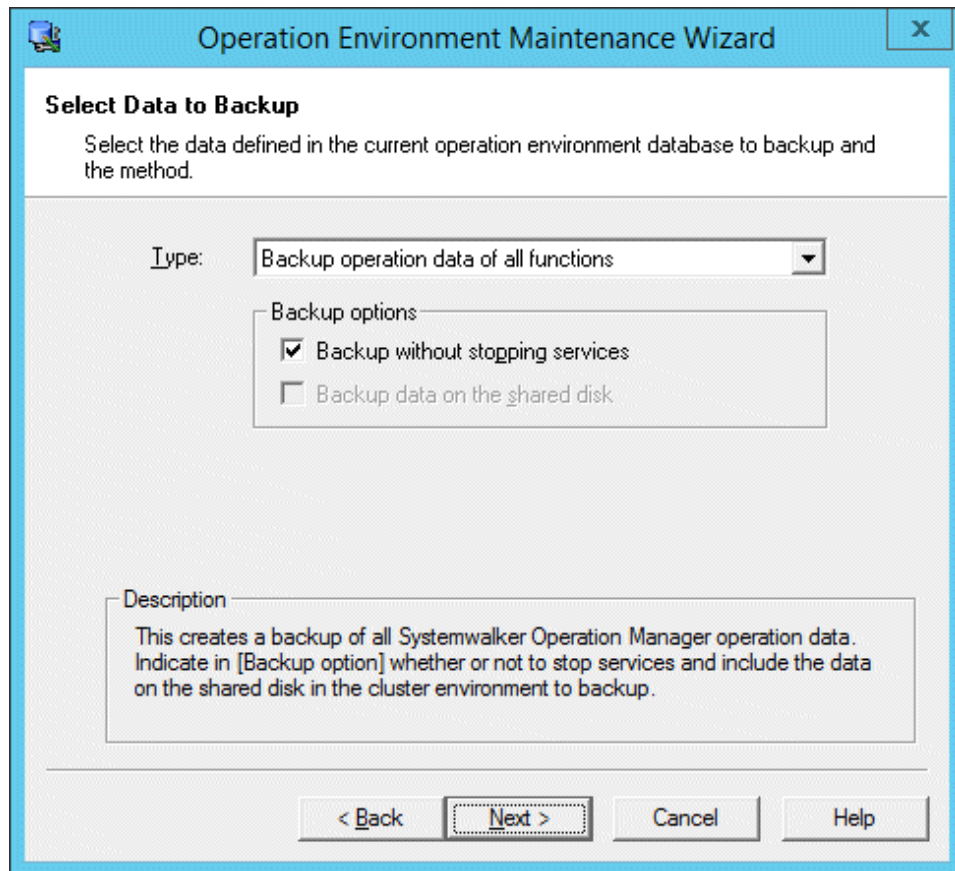 Operation Environment Maintenance Wizard
x
Select Data to Backup
Select the data defined in the current operation environment database to backup and
the method.
Type:
Backup operation data of all functions
Backup options
Backup without stopping services
Backup data on the shared disk
Description
This creates a backup of all Systemwalker Operation Manager operation data.
Indicate in [Backup option] whether or not to stop services and include the data
on the shared disk in the cluster environment to backup.
< Back
Next >
Cancel
Help